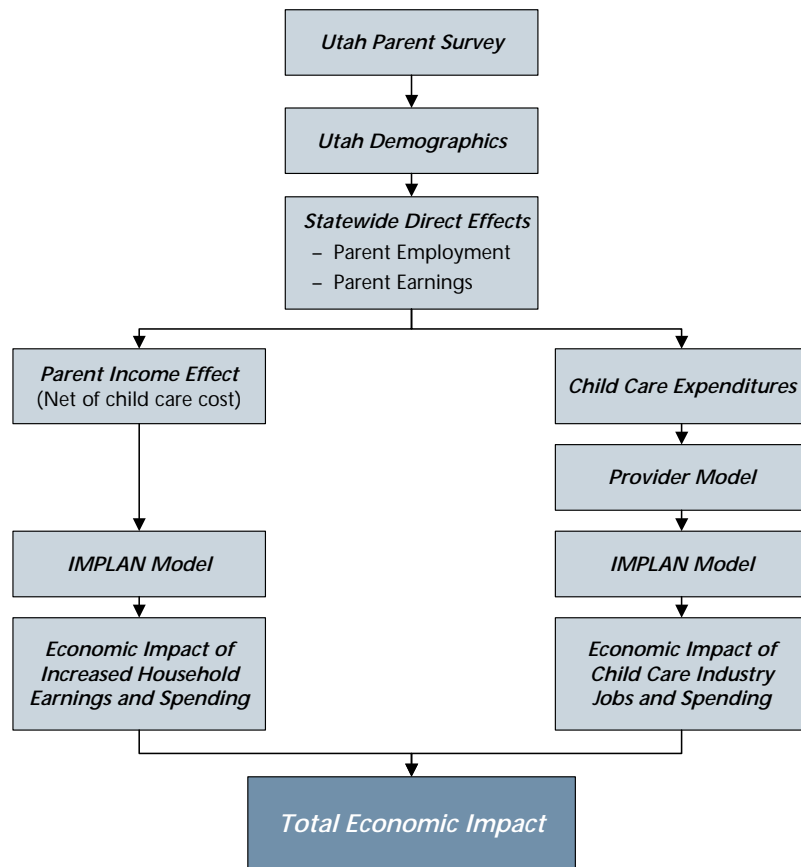 Utah Parent Survey
Utah Demographics
Statewide Direct Effects
– Parent Employment
– Parent Earnings
Parent Income Effect
(Net of child care cost)
Child Care Expenditures
Provider Model
IMPLAN Model
IMPLAN Model
Economic Impact of
Increased Household
Earnings and Spending
Economic Impact of
Child Care Industry
Jobs and Spending
Total Economic Impact